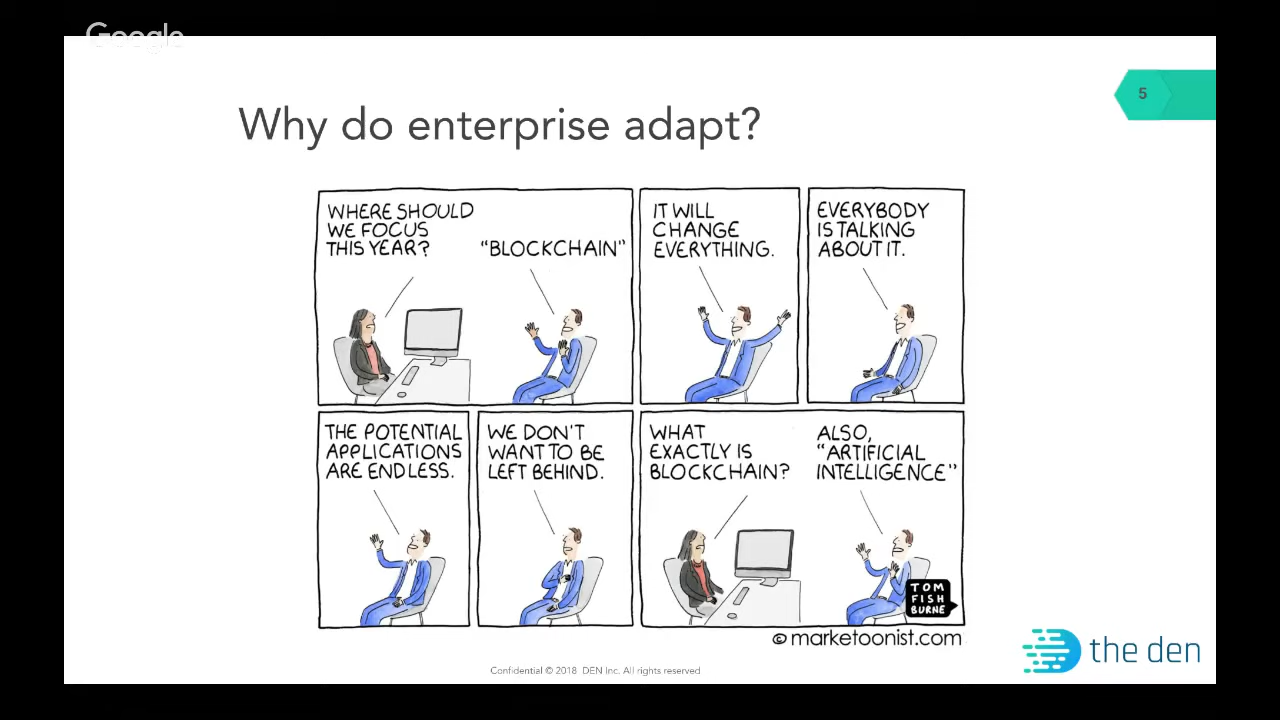 Google
5
Why do enterprise adapt?
WHERE SHOULD
WE FOCUS
THIS YEAR?
"BLOCKCHAIN"
IT WILL
CHANGE
EVERYTHING.
EVERYBODY
IS TALKING
ABOUT IT.
THE POTENTIAL
APPLICATIONS
ARE ENDLESS.
WE DON'T
WANT TO BE
LEFT BEHIND.
WHAT
EXACTLY IS
BLOCKCHAIN?
ALSO,
"ARTIFICIAL
INTELLIGENCE"
TOM
FISH
BURNE
© marketoonist.com
the den
Confidential © 2018 DEN Inc. All rights reserved